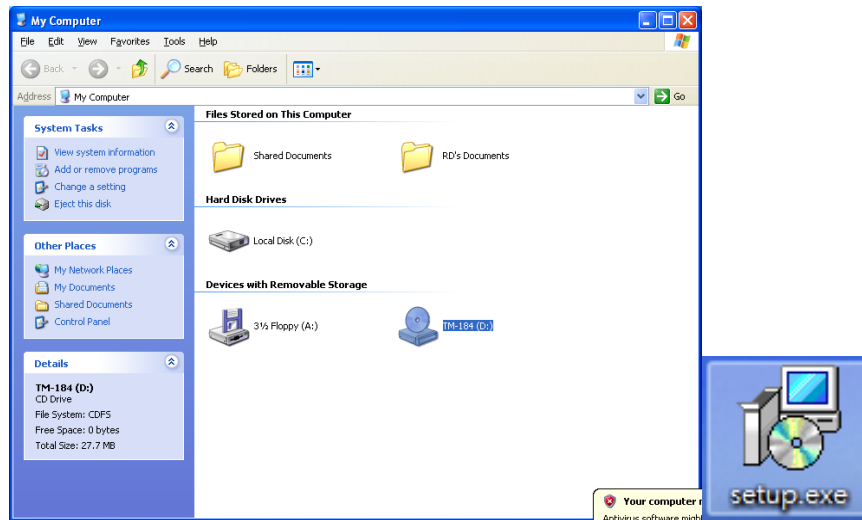 My Computer
File Edit View Favorites Tools Help
Back Search Folders
Address My Computer Go
System Tasks
View system information
Add or remove programs
Change a setting
Eject this disk
Other Places
My Network Places
My Documents
Shared Documents
Control Panel
Details
TM-184 (D:)
CD Drive
File System: CDFS
Free Space: 0 bytes
Total Size: 27.7 MB
Files Stored on This Computer
Shared Documents RD's Documents
Hard Disk Drives
Local Disk (C:)
Devices with Removable Storage
3½ Floppy (A:) TM-184 (D:)
Your computer
Antivirus software
setup.exe